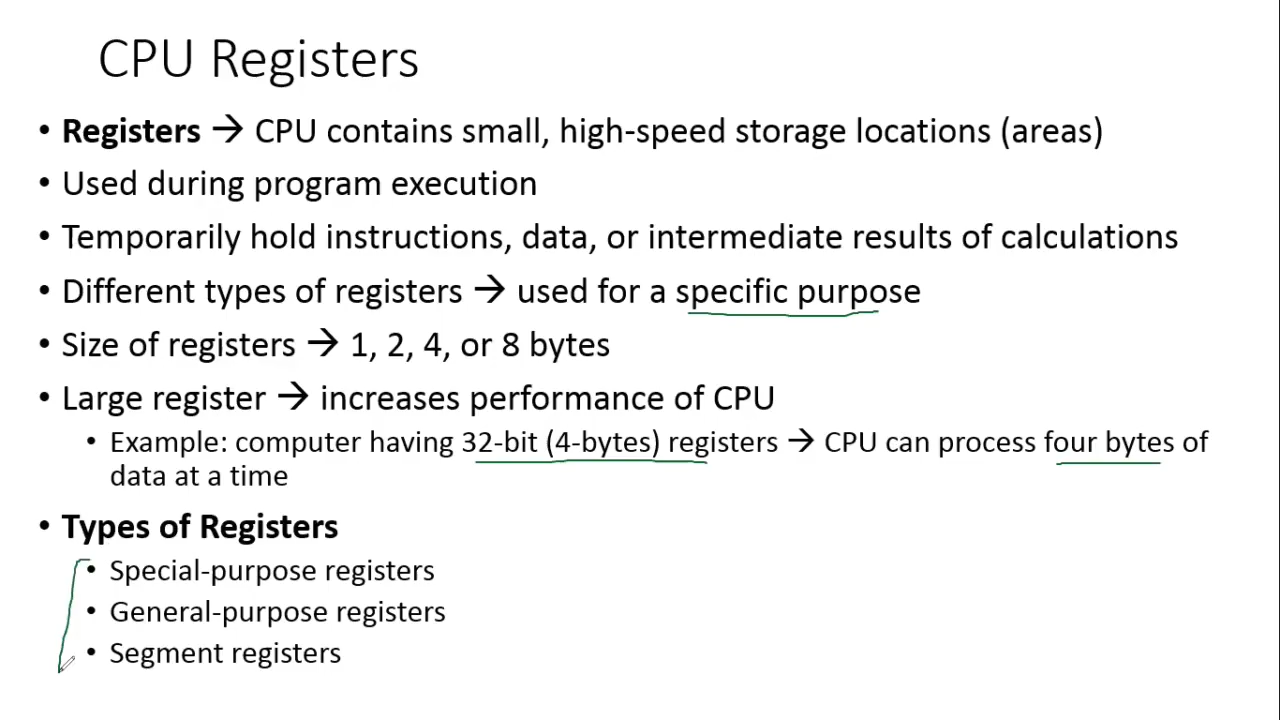 CPU Registers
• Registers → CPU contains small, high-speed storage locations (areas)
• Used during program execution
• Temporarily hold instructions, data, or intermediate results of calculations
• Different types of registers → used for a specific purpose
• Size of registers → 1, 2, 4, or 8 bytes
• Large register → increases performance of CPU
• Example: computer having 32-bit (4-bytes) registers → CPU can process four bytes of
data at a time
• Types of Registers
• Special-purpose registers
• General-purpose registers
• Segment registers